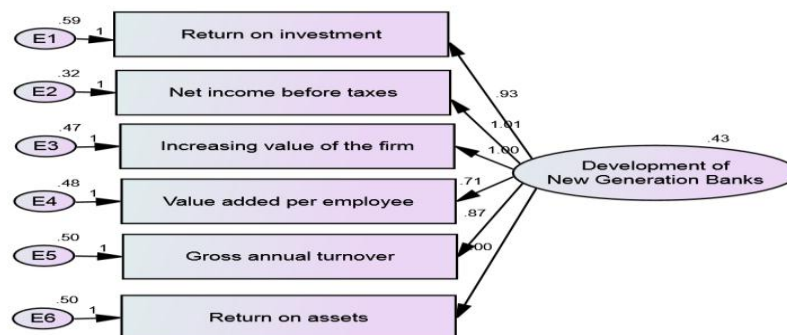 .59
E1 1 Return on investment
.93
.32
E2 1 Net income before taxes
1.01
.47
E3 1 Increasing value of the firm
1.00
.43
Development of
New Generation Banks
.48
E4 1 Value added per employee
.71
.87
.50
E5 1 Gross annual turnover
.50
E6 1 Return on assets